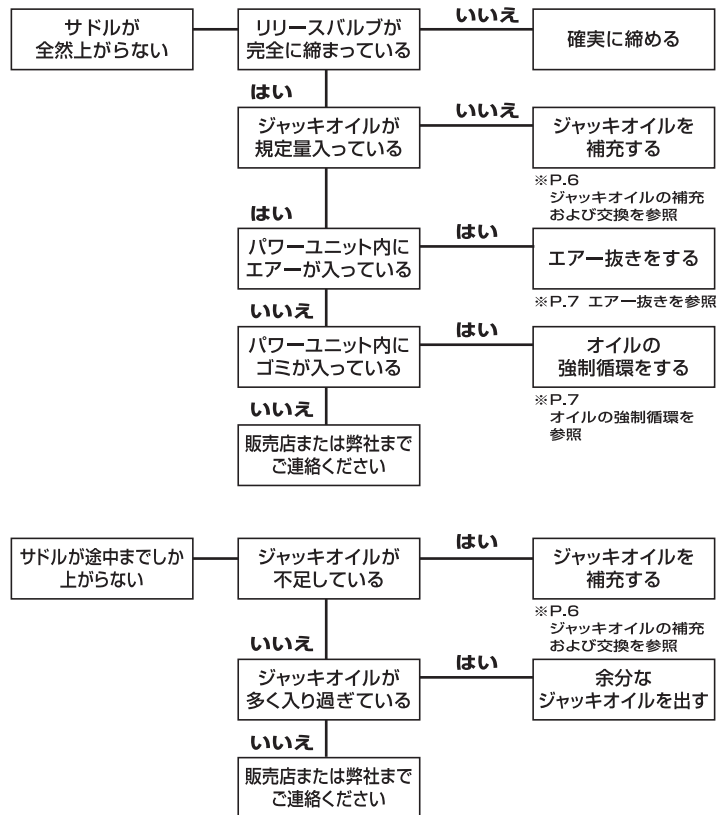 サドルが
全然上がらない
リリースバルブが
完全に締まっている
いいえ
確実に締める
はい
ジャッキオイルが
規定量入っている
いいえ
ジャッキオイルを
補充する
※P.6
ジャッキオイルの補充
および交換を参照
はい
パワーユニット内に
エアーが入っている
はい
エアー抜きをする
※P.7 エアー抜きを参照
いいえ
パワーユニット内に
ゴミが入っている
はい
オイルの
強制循環をする
※P.7
オイルの強制循環を
参照
いいえ
販売店または弊社まで
ご連絡ください
サドルが途中までしか
上がらない
ジャッキオイルが
不足している
はい
ジャッキオイルを
補充する
※P.6
ジャッキオイルの補充
および交換を参照
いいえ
ジャッキオイルが
多く入り過ぎている
はい
余分な
ジャッキオイルを出す
いいえ
販売店または弊社まで
ご連絡ください